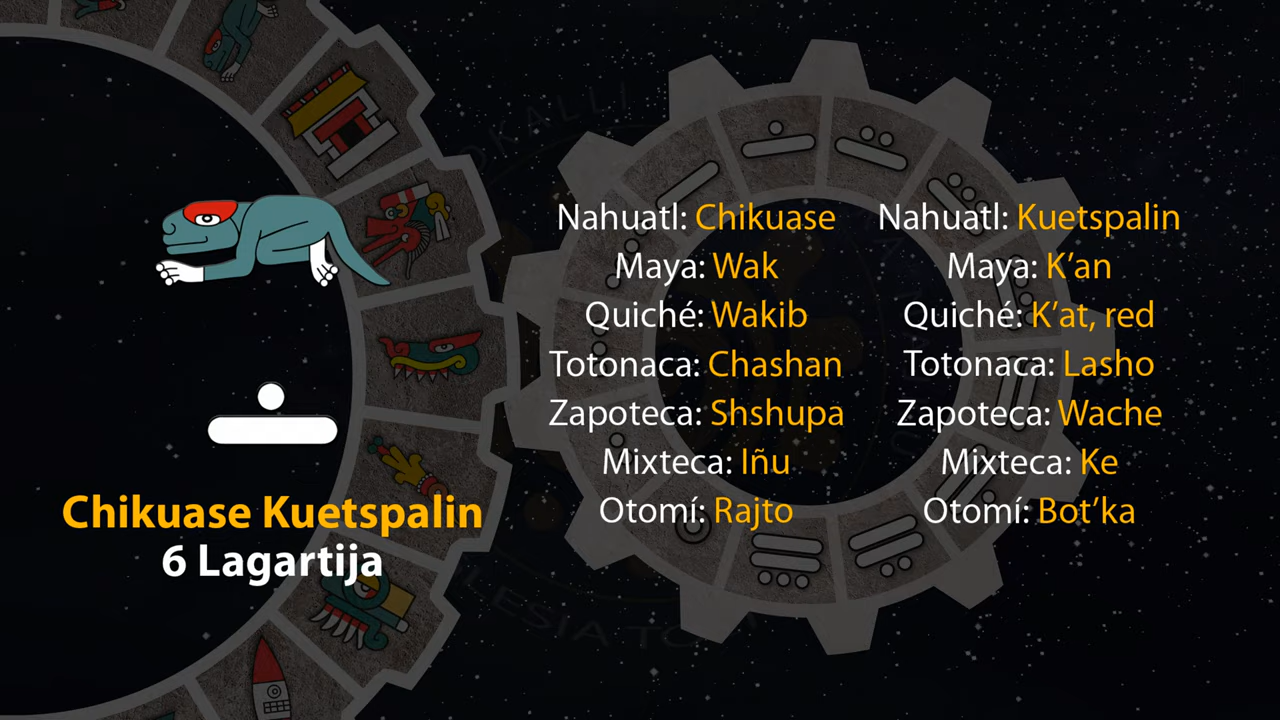 Chikuase Kuetspalin
6 Lagartija
Nahuatl: Chikuase
Maya: Wak
Quiché: Wakib
Totonaca: Chashan
Zapoteca: Shshupa
Mixteca: Iñu
Otomí: Rajto
Nahuatl: Kuetspalin
Maya: K’an
Quiché: K’at, red
Totonaca: Lasho
Zapoteca: Wache
Mixteca: Ke
Otomí: Bot’ka